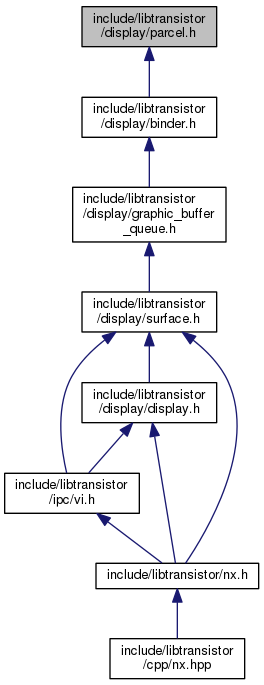 include/libtransistor
/display/parcel.h
include/libtransistor
/display/binder.h
include/libtransistor
/display/graphic_buffer
_queue.h
include/libtransistor
/display/surface.h
include/libtransistor
/display/display.h
include/libtransistor
/ipc/vi.h
include/libtransistor/nx.h
include/libtransistor
/cpp/nx.hpp